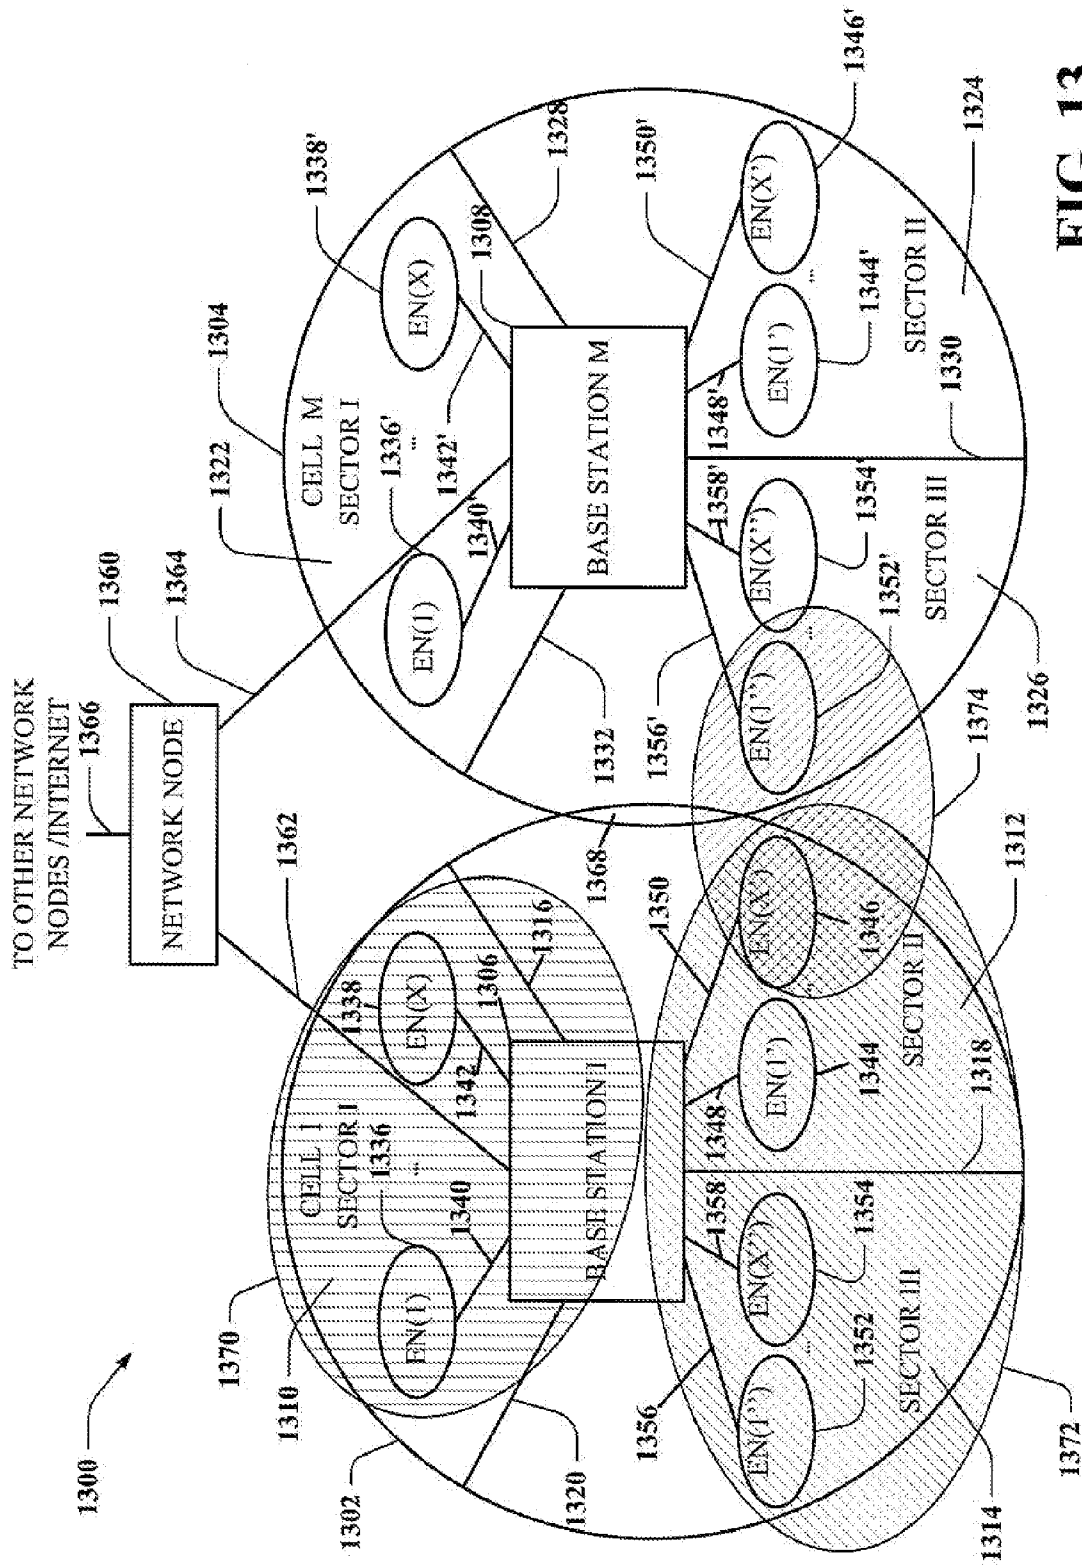 1300
TO OTHER NETWORK
NODES /INTERNET
1366
NETWORK NODE
1360
1362
1364
1302
1370
1310
CELL 1
SECTOR I
1336
...
1338
EN(1)
EN(X)
1340
1342
1306
1316
1320
BASE STATION I
1368
1304
1322
CELL M
SECTOR I
1336'
...
1338'
EN(1)
EN(X)
1340'
1342'
1308
1328
1332
BASE STATION M
1356
1358
1348
1350
EN(1'')
...
EN(X'')
EN(1')
...
EN(X')
1352
1354
1344
1346
SECTOR III
SECTOR II
1372
1314
1318
1312
1374
1356'
1358'
1348'
1350'
EN(1'')
...
EN(X'')
EN(1')
...
EN(X')
1352'
1354'
1344'
1346'
SECTOR III
SECTOR II
1326
1330
1324
FIG. 13